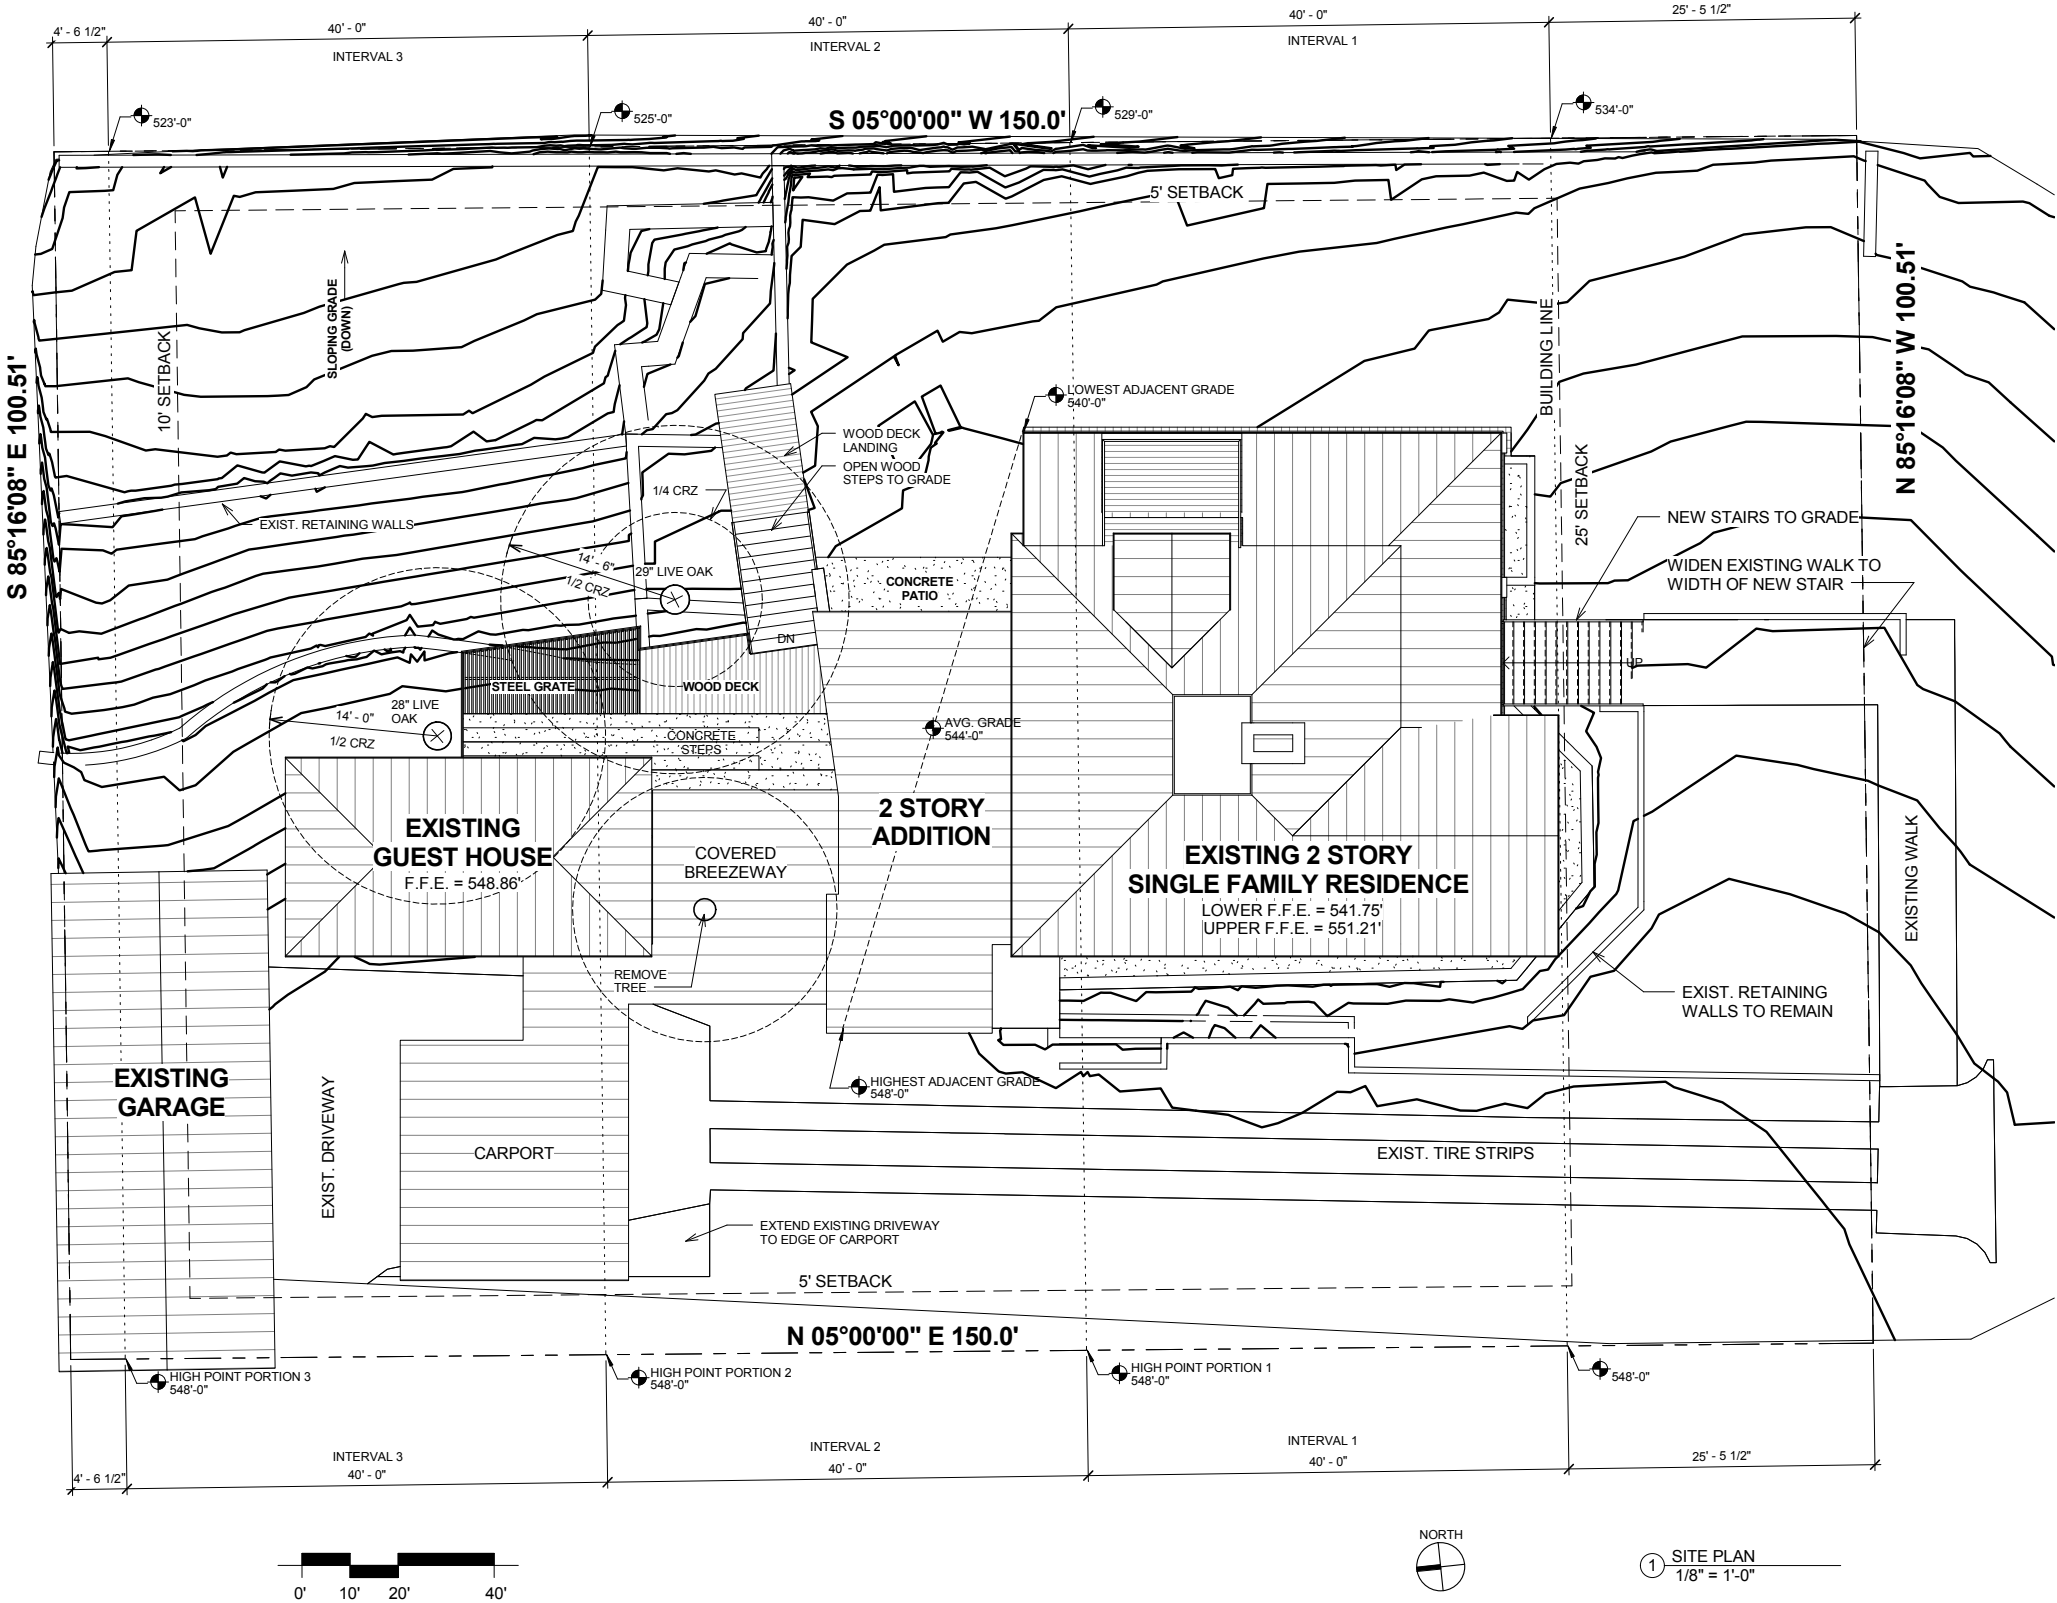 4' - 6 1/2"
40' - 0"
40' - 0"
40' - 0"
25' - 5 1/2"
INTERVAL 3
INTERVAL 2
INTERVAL 1
523'-0"
525'-0"
S 05°00'00" W 150.0'
529'-0"
534'-0"
5' SETBACK
SLOPING GRADE
(DOWN)
10' SETBACK
S 85°16'08" E 100.51'
BUILDING LINE
25' SETBACK
N 85°16'08" W 100.51'
LOWEST ADJACENT GRADE
540'-0"
WOOD DECK
LANDING
OPEN WOOD
STEPS TO GRADE
1/4 CRZ
EXIST. RETAINING WALLS
14' - 6"
1/2 CRZ
29" LIVE OAK
CONCRETE
PATIO
NEW STAIRS TO GRADE
WIDEN EXISTING WALK TO
WIDTH OF NEW STAIR
DN
UP
STEEL GRATE
WOOD DECK
28" LIVE
OAK
14' - 0"
1/2 CRZ
CONCRETE
STEPS
AVG. GRADE
544'-0"
2 STORY
ADDITION
EXISTING
GUEST HOUSE
F.F.E. = 548.86'
COVERED
BREEZEWAY
EXISTING 2 STORY
SINGLE FAMILY RESIDENCE
LOWER F.F.E. = 541.75'
UPPER F.F.E. = 551.21'
EXISTING WALK
REMOVE
TREE
EXIST. RETAINING
WALLS TO REMAIN
EXISTING
GARAGE
EXIST. DRIVEWAY
HIGHEST ADJACENT GRADE
548'-0"
CARPORT
EXIST. TIRE STRIPS
EXTEND EXISTING DRIVEWAY
TO EDGE OF CARPORT
5' SETBACK
N 05°00'00" E 150.0'
HIGH POINT PORTION 3
548'-0"
HIGH POINT PORTION 2
548'-0"
HIGH POINT PORTION 1
548'-0"
548'-0"
INTERVAL 3
INTERVAL 2
INTERVAL 1
4' - 6 1/2"
40' - 0"
40' - 0"
40' - 0"
25' - 5 1/2"
0' 10' 20' 40'
NORTH
1 SITE PLAN
1/8" = 1'-0"